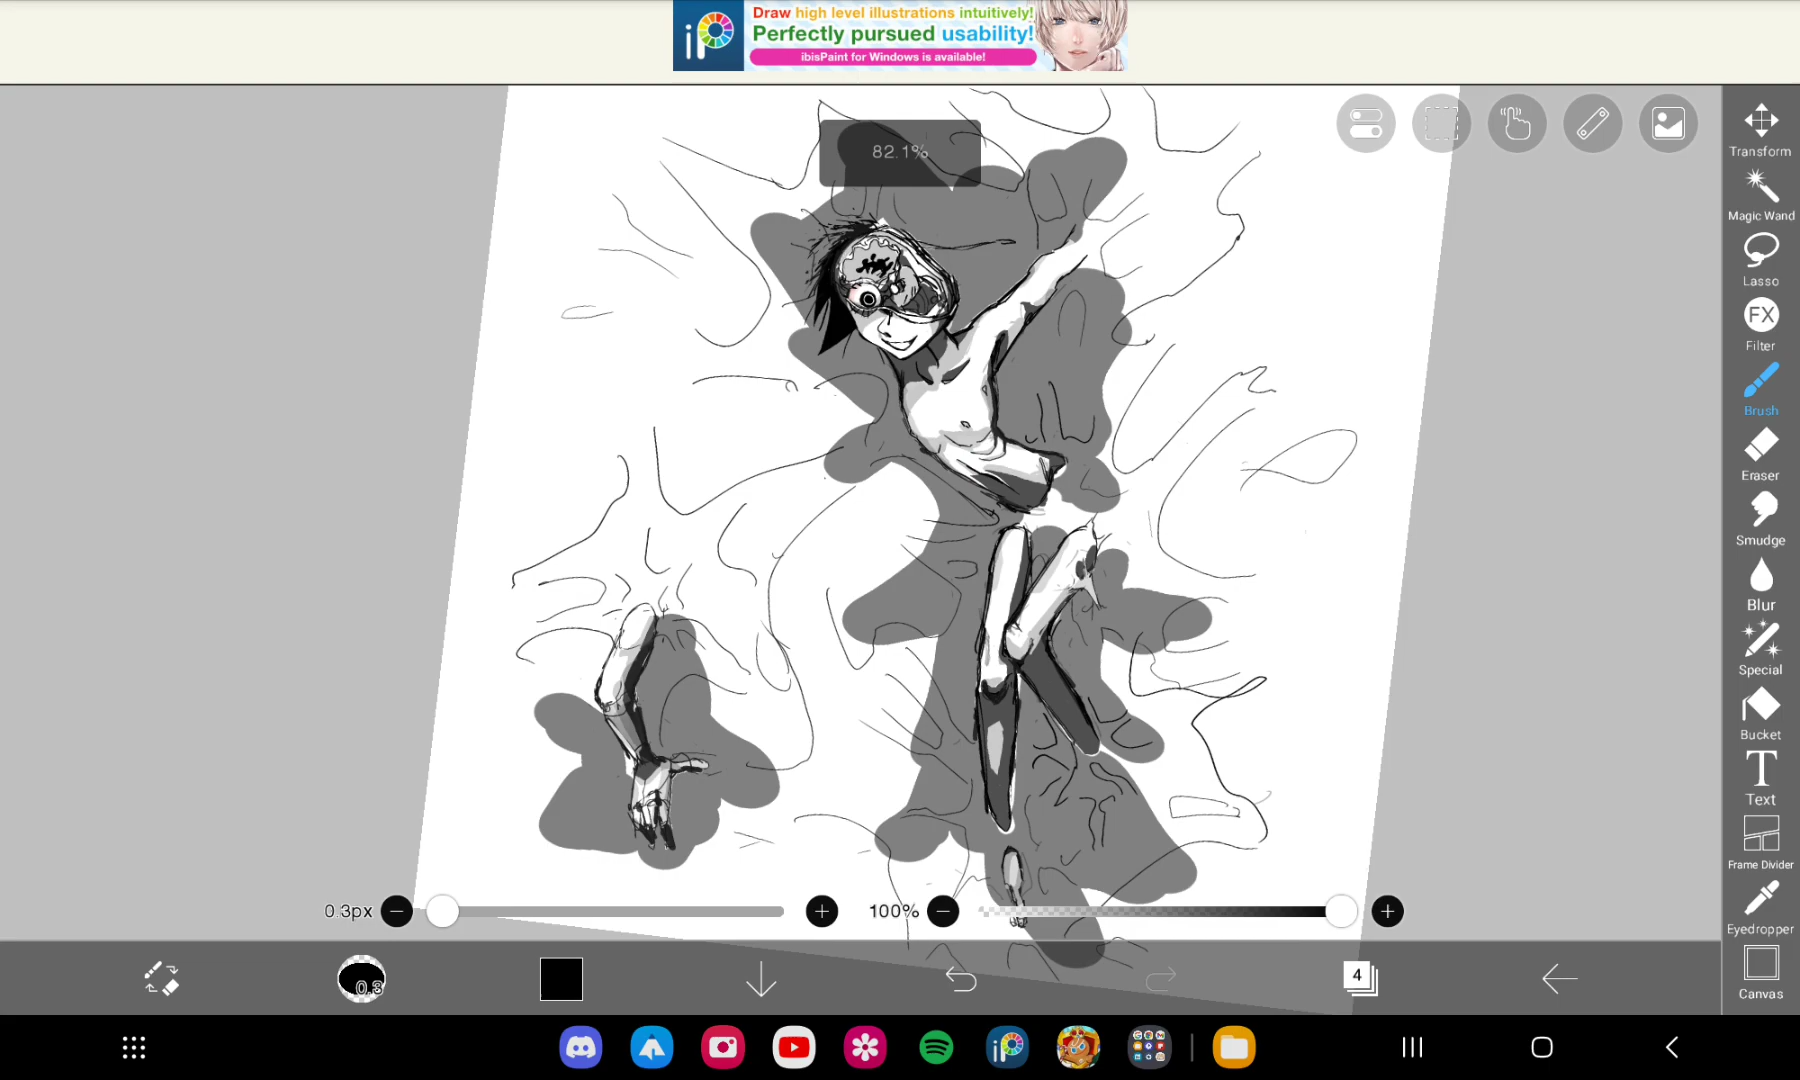 Draw high level illustrations intuitively!
iP
Perfectly pursued usability!
ibisPaint for Windows is available!
82.1%
Transform
Magic Wand
Lasso
FX
Filter
Brush
Eraser
Smudge
Blur
Special
Bucket
T
Text
Frame Divider
Eyedropper
Canvas
0.3px
100%
0.3
4